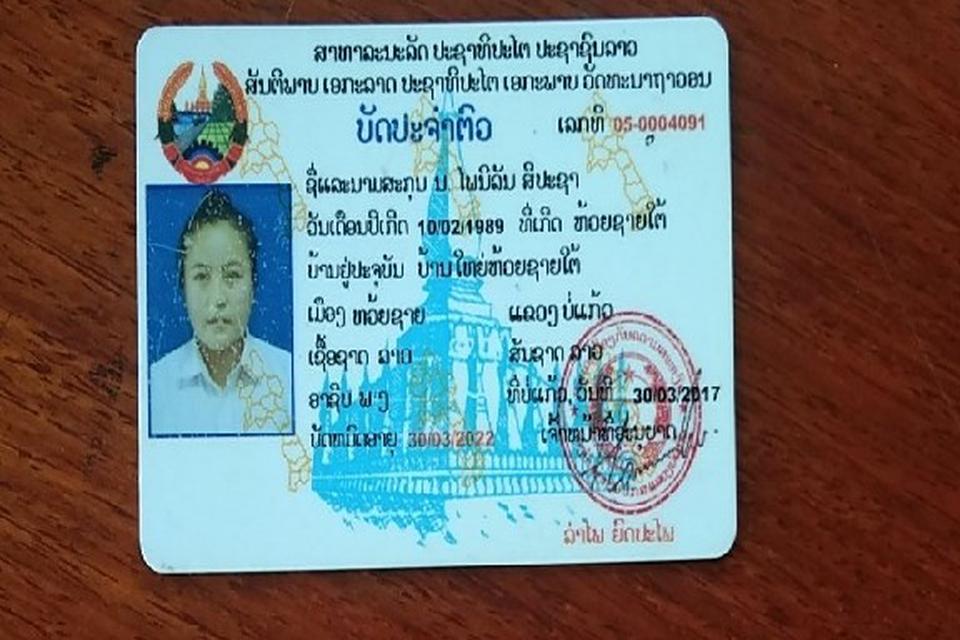 ສາທາລະນະລັດ ປະຊາທິປະໄຕ ປະຊາຊົນລາວ
ສັນຕິພາບ ເອກະລາດ ປະຊາທິປະໄຕ ເອກະພາບ ວັດທະນາຖາວອນ
ບັດປະຈໍາຕົວ ເລກທີ 05-0004091
ຊື່ແລະນາມສະກຸນ ນ. ໄພນິລັນ ສີປະຊາ
ວັນເດືອນປີເກີດ 10/02/1989 ທີ່ເກີດ ຫ້ວຍຊາຍໃຕ້
ບ້ານຢູ່ປະຈຸບັນ ບ້ານໃຫຍ່ຫ້ວຍຊາຍໃຕ້
ເມືອງ ຫ້ວຍຊາຍ ແຂວງ ບໍ່ແກ້ວ
ເຊື້ອຊາດ ລາວ ສັນຊາດ ລາວ
ອາຊີບ ພ/ງ ທີ່ບໍ່ແກ້ວ, ວັນທີ 30/03/2017
ບັດຫມົດອາຍຸ 30/03/2022 ເຈົ້າຫນ້າທີ່ອະນຸຍາດ
ລໍາໄພ ຍົດປະໄພ